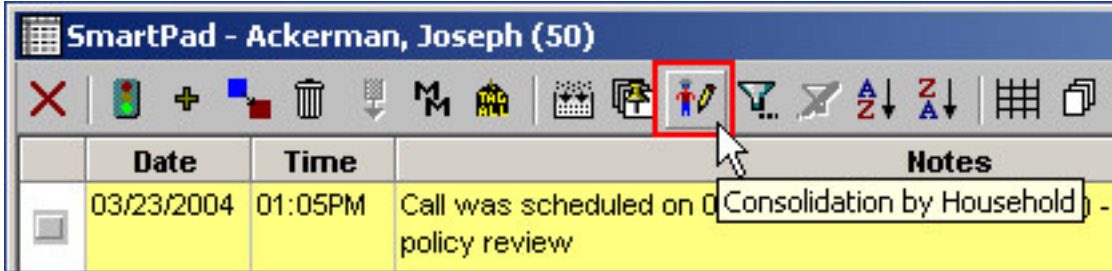 SmartPad - Ackerman, Joseph (50)
MM
A
Z
Z
A
Date Time Notes
03/23/2004 01:05PM Call was scheduled on 0 ) -
Consolidation by Household
policy review